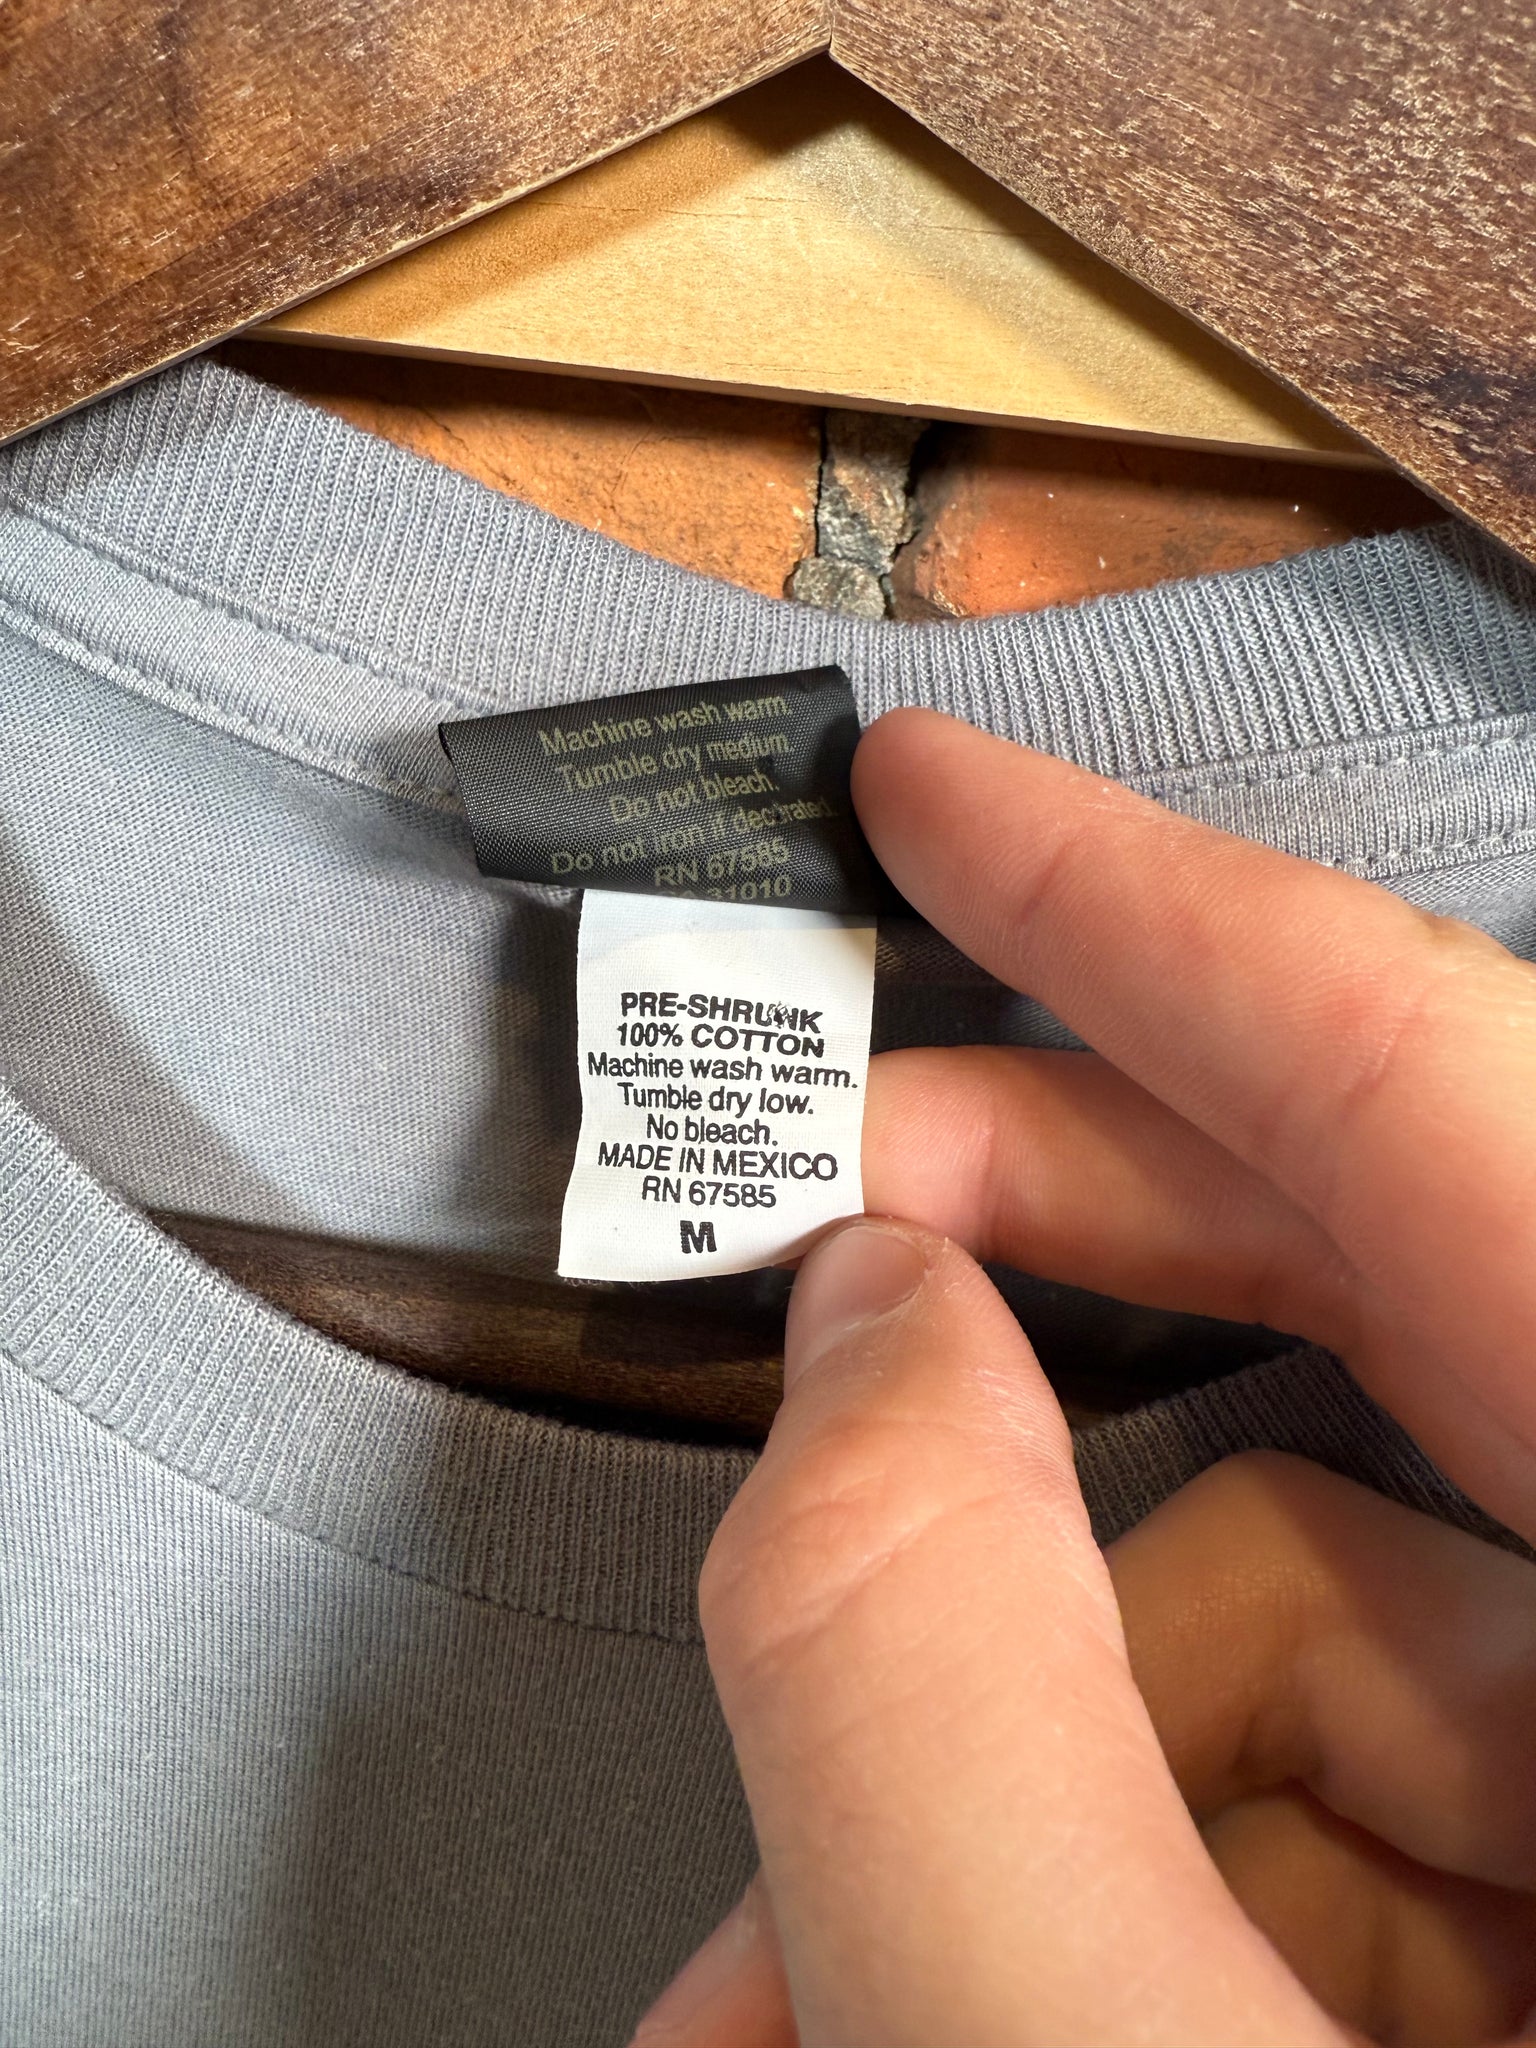 Machine wash warm.
Tumble dry medium.
Do not bleach.
Do not iron if decorated.
RN 67585
31010
PRE-SHRUNK
100% COTTON
Machine wash warm.
Tumble dry low.
No bleach.
MADE IN MEXICO
RN 67585
M